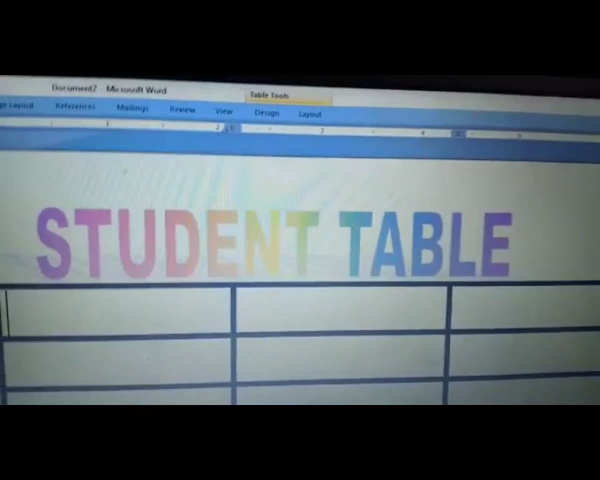 Document2 - Microsoft Word
Table Tools
Layout References Mailings Review View Design Layout
STUDENT TABLE